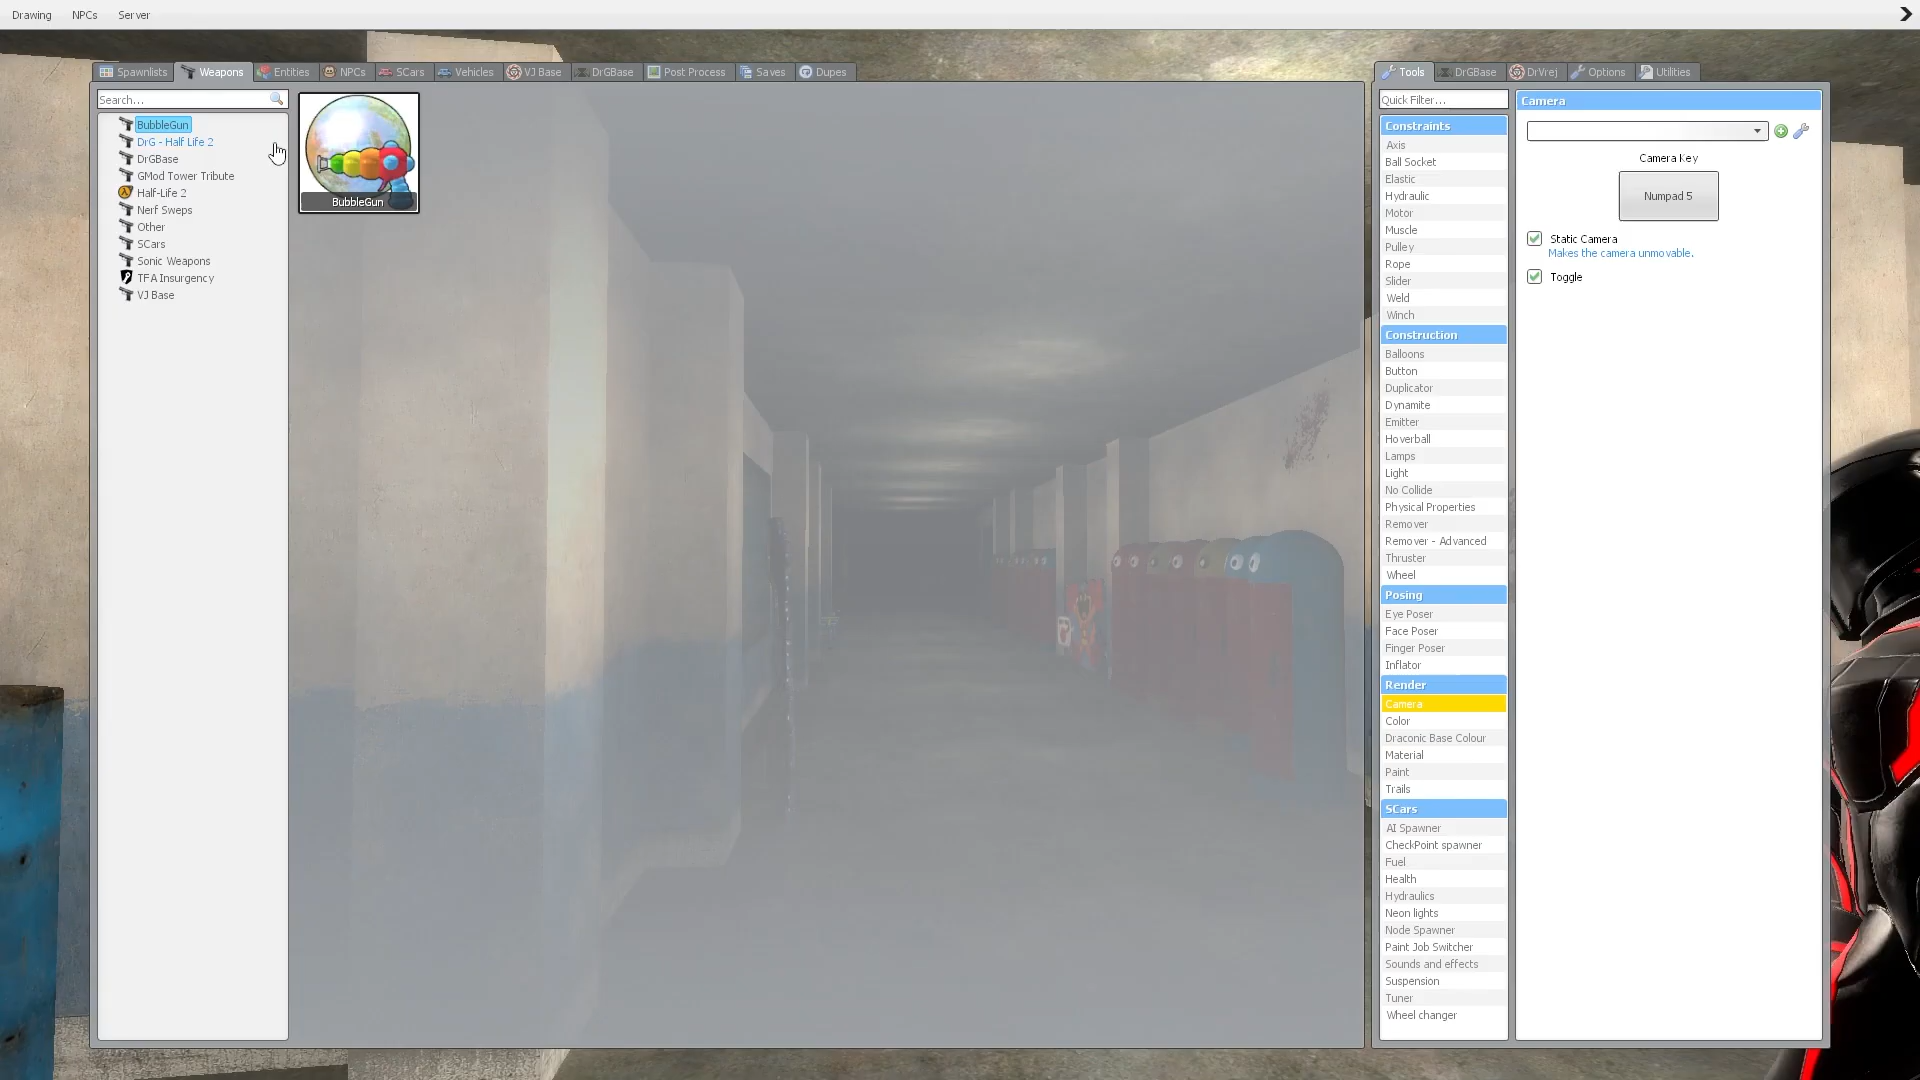 Drawing NPCs Server
Spawnlists Weapons Entities NPCs SCars Vehicles VJ Base DrGBase Post Process Saves Dupes
Search...
BubbleGun
DrG - Half Life 2
DrGBase
GMod Tower Tribute
Half-Life 2
Nerf Sweps
Other
SCars
Sonic Weapons
TFA Insurgency
VJ Base
BubbleGun
Tools DrGBase DrVrej Options Utilities
Quick Filter...
Constraints
Axis
Ball Socket
Elastic
Hydraulic
Motor
Muscle
Pulley
Rope
Slider
Weld
Winch
Construction
Balloons
Button
Duplicator
Dynamite
Emitter
Hoverball
Lamps
Light
No Collide
Physical Properties
Remover
Remover - Advanced
Thruster
Wheel
Posing
Eye Poser
Face Poser
Finger Poser
Inflator
Render
Camera
Color
Draconic Base Colour
Material
Paint
Trails
SCars
AI Spawner
CheckPoint spawner
Fuel
Health
Hydraulics
Neon lights
Node Spawner
Paint Job Switcher
Sounds and effects
Suspension
Tuner
Wheel changer
Camera
Camera Key
Numpad 5
Static Camera
Makes the camera unmovable.
Toggle